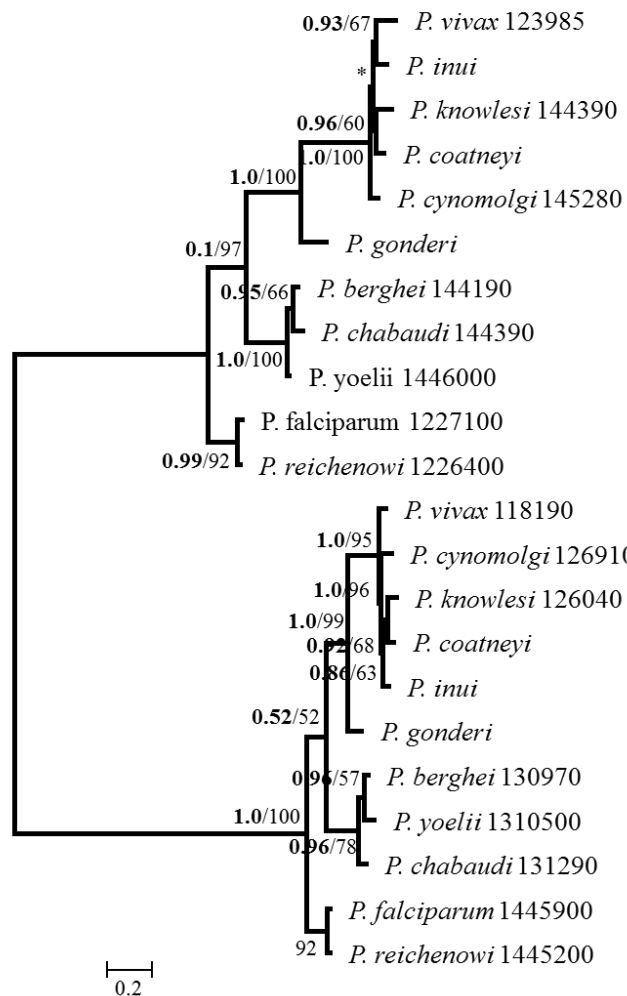 0.93/67
P. vivax 123985
*
P. inui
0.96/60
P. knowlesi 144390
1.0/100
P. coatneyi
1.0/100
P. cynomolgi 145280
0.1/97
P. gonderi
0.95/66
P. berghei 144190
P. chabaudi 144390
1.0/100
P. yoelii 1446000
P. falciparum 1227100
0.99/92
P. reichenowi 1226400
P. vivax 118190
1.0/95
P. cynomolgi 126910
1.0/96
P. knowlesi 126040
1.0/99
0.92/68
P. coatneyi
0.86/63
P. inui
0.52/52
P. gonderi
0.96/57
P. berghei 130970
1.0/100
P. yoelii 1310500
0.96/78
P. chabaudi 131290
P. falciparum 1445900
92
P. reichenowi 1445200
0.2